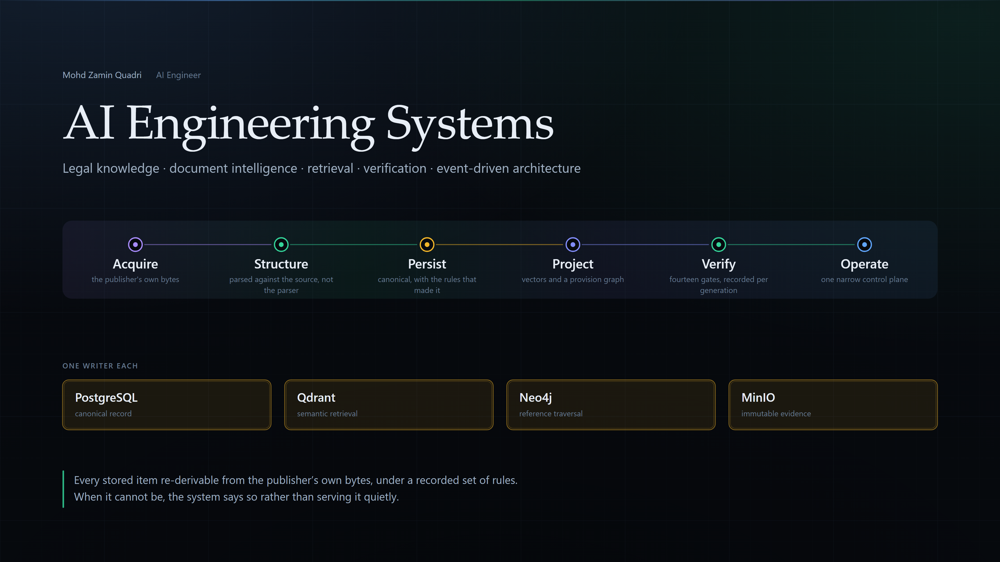 Mohd Zamin Quadri AI Engineer
AI Engineering Systems
Legal knowledge · document intelligence · retrieval · verification · event-driven architecture
Acquire
the publisher's own bytes
Structure
parsed against the source, not
the parser
Persist
canonical, with the rules that
made it
Project
vectors and a provision graph
Verify
fourteen gates, recorded per
generation
Operate
one narrow control plane
ONE WRITER EACH
PostgreSQL
canonical record
Qdrant
semantic retrieval
Neo4j
reference traversal
MinIO
immutable evidence
Every stored item re-derivable from the publisher’s own bytes, under a recorded set of rules.
When it cannot be, the system says so rather than serving it quietly.